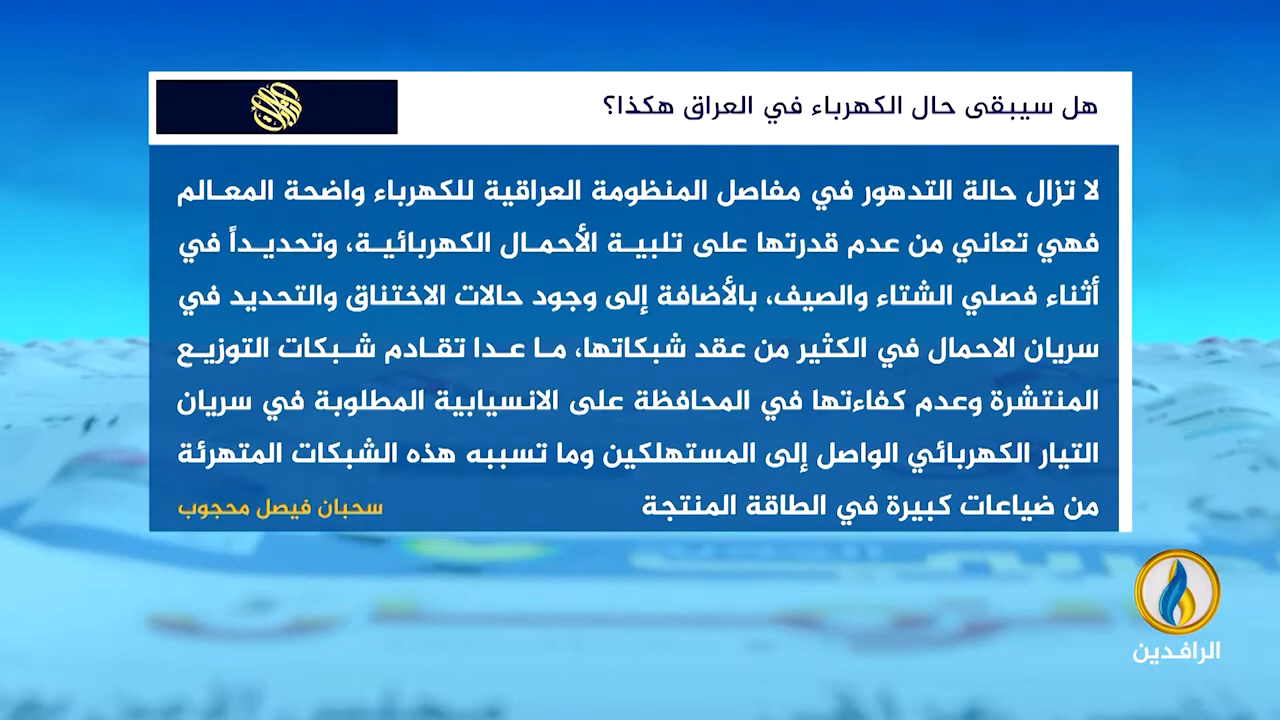 هل سيبقى حال الكهرباء في العراق هكذا؟
لا تزال حالة التدهور في مفاصل المنظومة العراقية للكهرباء واضحة المعـالم
فهي تعاني من عدم قدرتها على تلبيـة الأحمـال الكهربائيـة، وتحديـداً في
أثناء فصلي الشتاء والصيف، بالأضافة إلى وجود حالات الاختناق والتحديد في
سريان الاحمال في الكثير من عقد شبكاتها، مـا عـدا تقـادم شـبكات التوزيـع
المنتشرة وعدم كفاءتها في المحافظة على الانسيابية المطلوبة في سريان
التيار الكهربائي الواصل إلى المستهلكين وما تسببه هذه الشبكات المتهرئة
من ضياعات كبيرة في الطاقة المنتجة
سحبان فيصل محجوب
الرافدين